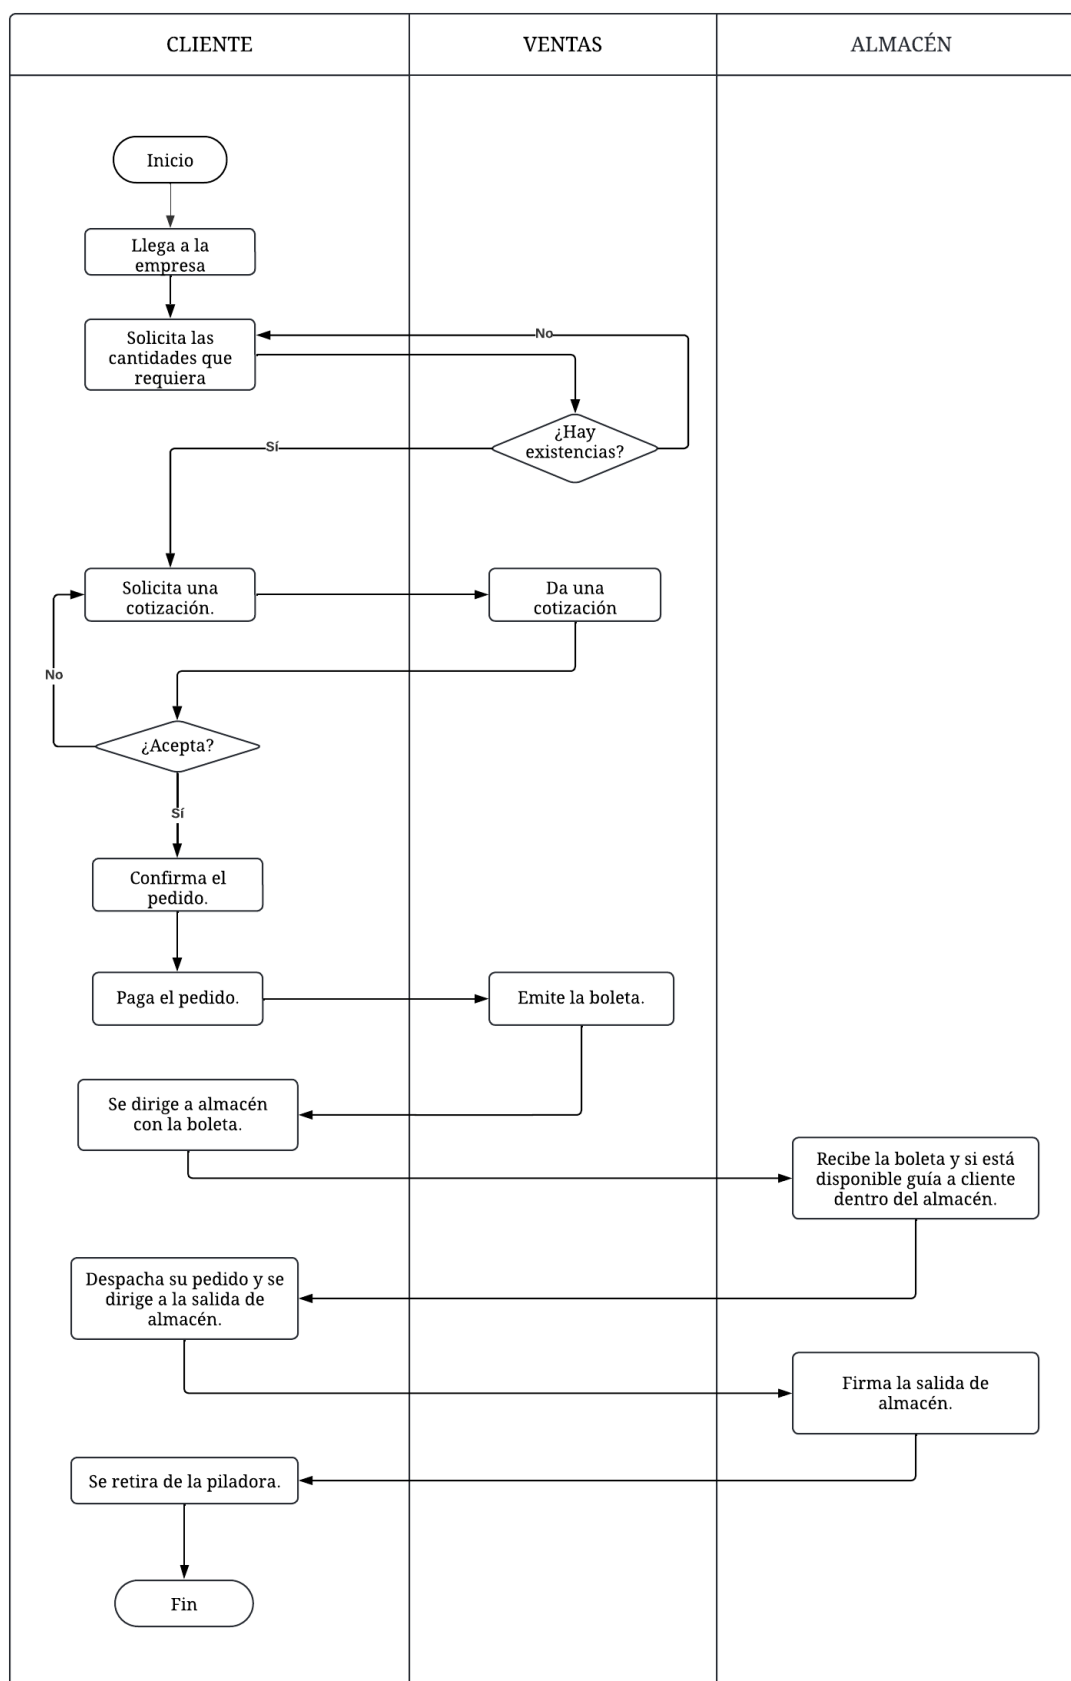 CLIENTE
VENTAS
ALMACÉN
Inicio
Llega a la
empresa
Solicita las
cantidades que
requiera
No
¿Hay
existencias?
Sí
Solicita una
cotización.
Da una
cotización
No
¿Acepta?
Sí
Confirma el
pedido.
Paga el pedido.
Emite la boleta.
Se dirige a almacén
con la boleta.
Recibe la boleta y si está
disponible guía a cliente
dentro del almacén.
Despacha su pedido y se
dirige a la salida de
almacén.
Firma la salida de
almacén.
Se retira de la piladora.
Fin